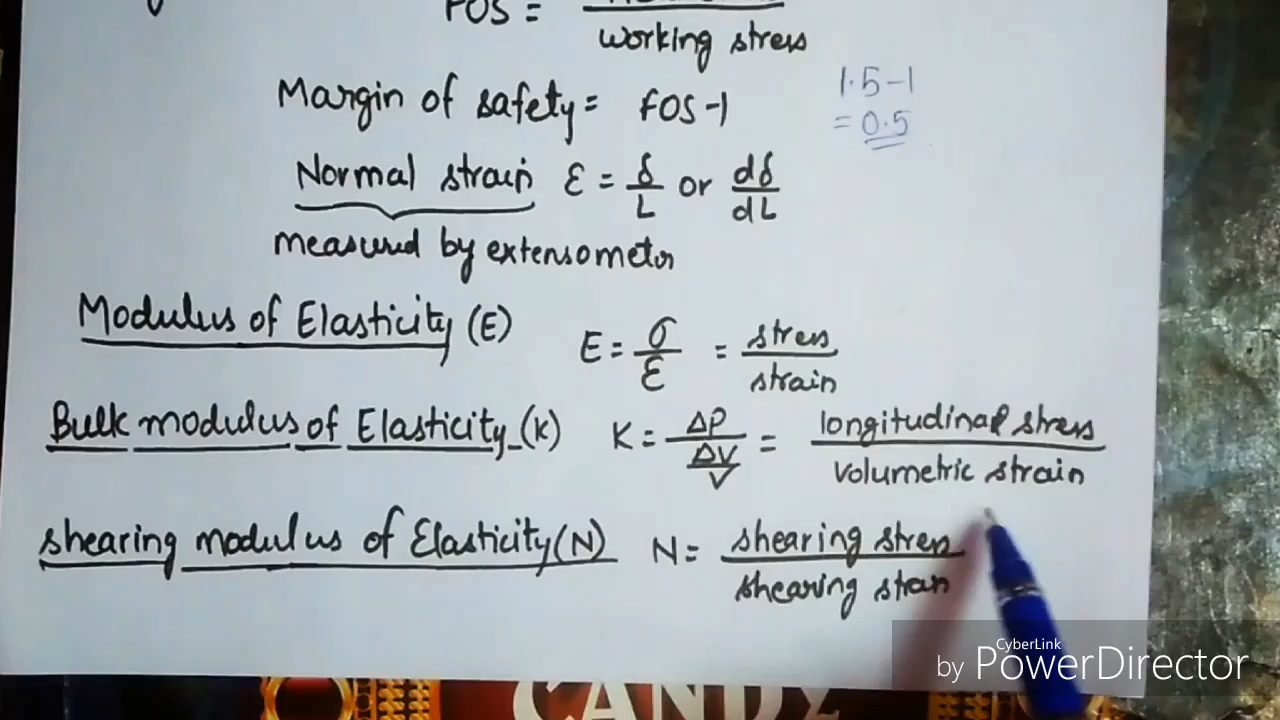 FOS =
working stress
Margin of safety = FOS-1
1.5-1
= 0.5
Normal strain ε = δ/L or dδ/dL
measured by extensometer
Modulus of Elasticity (E) E = σ/ε = stress/strain
Bulk modulus of Elasticity (K) K = ΔP/(ΔV/V) = longitudinal stress/volumetric strain
shearing modulus of Elasticity (N) N = shearing stress/shearing strain
CyberLink
by PowerDirector
CANDY